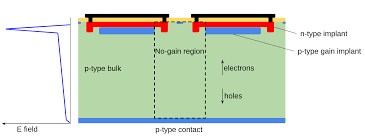 n-type implant
No-gain region
p-type gain implant
p-type bulk
electrons
holes
E field
p-type contact